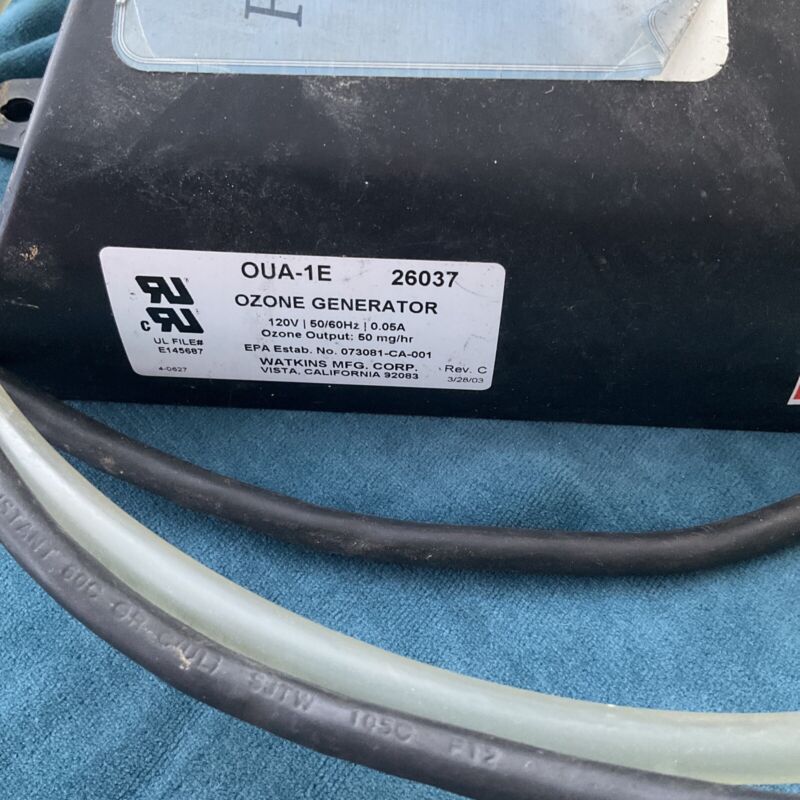 OUA-1E 26037
OZONE GENERATOR
120V | 50/60Hz | 0.05A
Ozone Output: 50 mg/hr
EPA Estab. No. 073081-CA-001
WATKINS MFG. CORP.
VISTA, CALIFORNIA 92083
Rev. C
3/28/03
c
UL FILE#
E145687
4-0627
60C OR C(UL) SJTW 105C